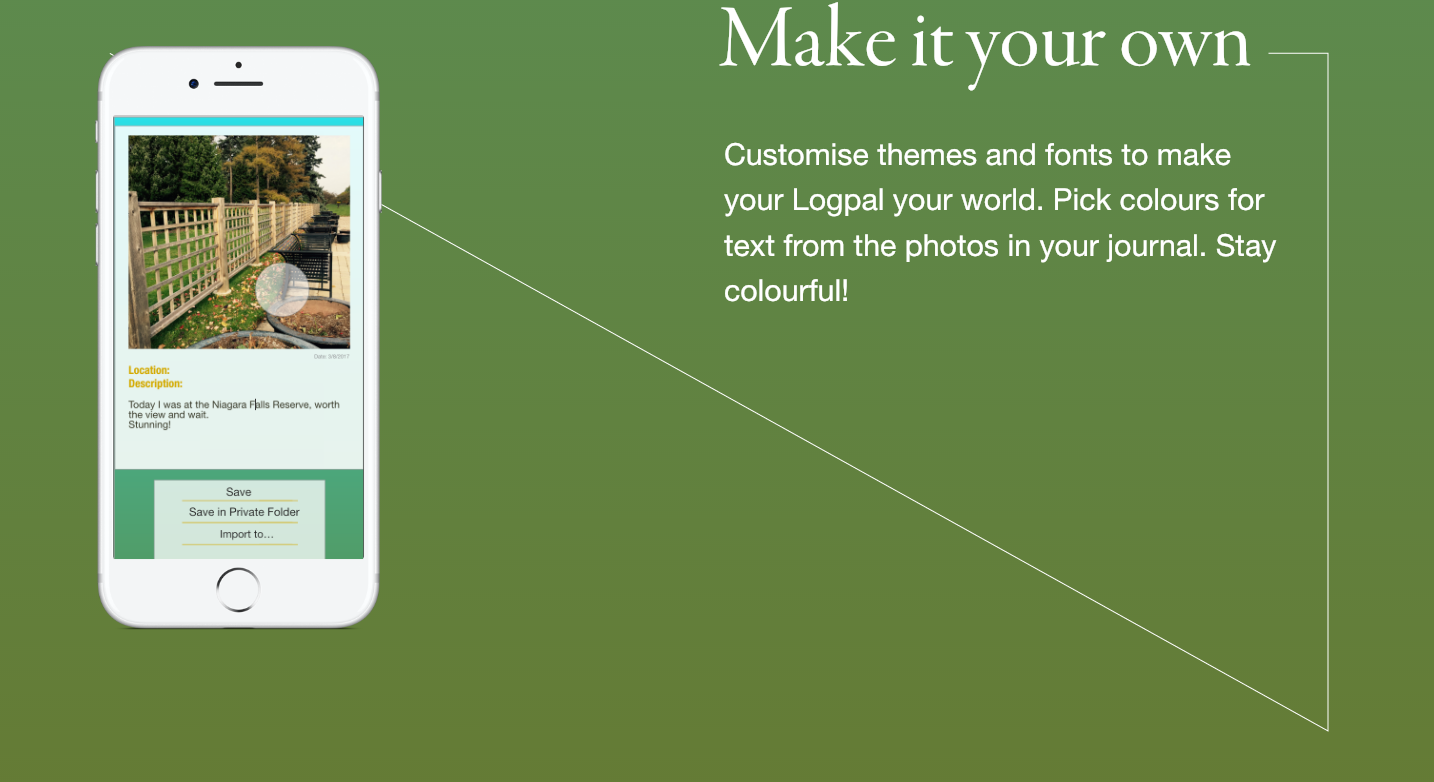 Make it your own
Customise themes and fonts to make
your Logpal your world. Pick colours for
text from the photos in your journal. Stay
colourful!
Date: 3/8/2017
Location:
Description:
Today I was at the Niagara Falls Reserve, worth
the view and wait.
Stunning!
Save
Save in Private Folder
Import to...